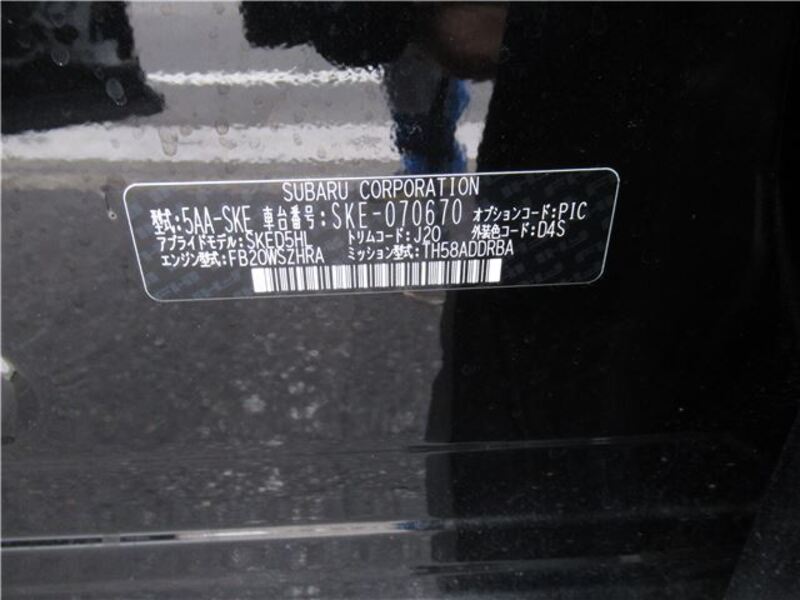 SUBARU CORPORATION
型式:5AA-SKE 車台番号:SKE-070670 オプションコード:PIC
アプライドモデル:SKED5HL トリムコード:J20 外装色コード:D4S
エンジン型式:FB20WSZHRA ミッション型式:TH58ADDRBA